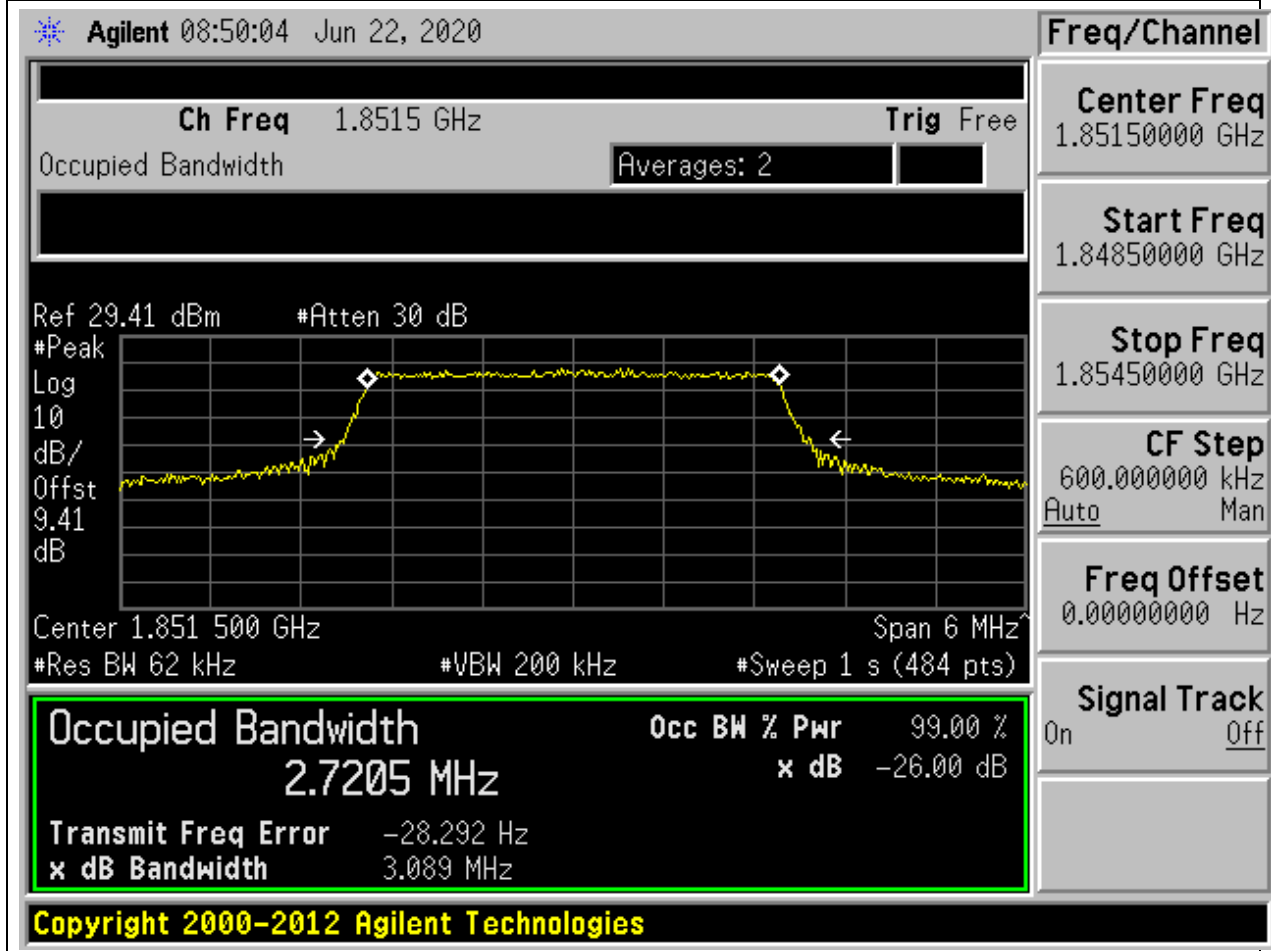 Agilent 08:50:04 Jun 22, 2020
Ch Freq 1.8515 GHz Trig Free
Occupied Bandwidth Averages: 2
Ref 29.41 dBm #Atten 30 dB
#Peak
Log
10
dB/
Offst
9.41
dB
Center 1.851 500 GHz Span 6 MHz^
#Res BW 62 kHz #VBW 200 kHz #Sweep 1 s (484 pts)
Occupied Bandwidth Occ BW % Pwr 99.00 %
2.7205 MHz x dB -26.00 dB
Transmit Freq Error -28.292 Hz
x dB Bandwidth 3.089 MHz
Copyright 2000-2012 Agilent Technologies
Freq/Channel
Center Freq
1.85150000 GHz
Start Freq
1.84850000 GHz
Stop Freq
1.85450000 GHz
CF Step
600.000000 kHz
Auto Man
Freq Offset
0.00000000 Hz
Signal Track
On Off